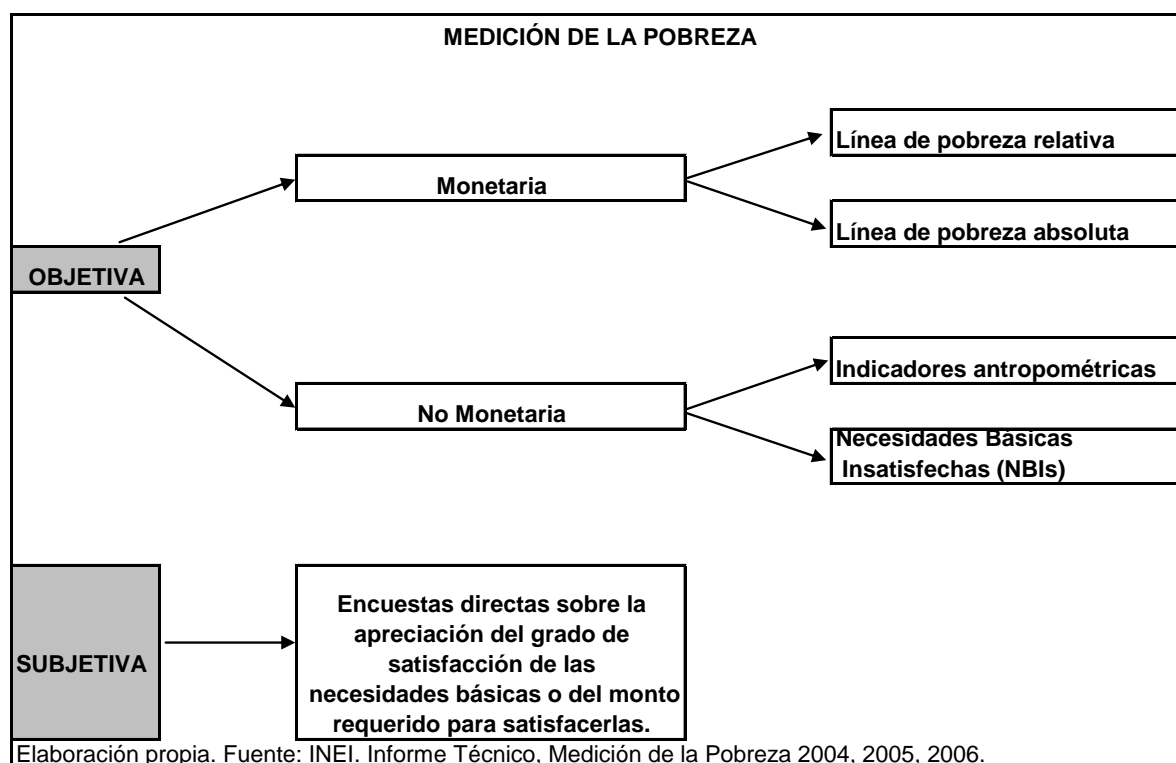 MEDICIÓN DE LA POBREZA
OBJETIVA
Monetaria
Línea de pobreza relativa
Línea de pobreza absoluta
No Monetaria
Indicadores antropométricas
Necesidades Básicas
Insatisfechas (NBIs)
SUBJETIVA
Encuestas directas sobre la
apreciación del grado de
satisfacción de las
necesidades básicas o del monto
requerido para satisfacerlas.
Elaboración propia. Fuente: INEI. Informe Técnico, Medición de la Pobreza 2004, 2005, 2006.